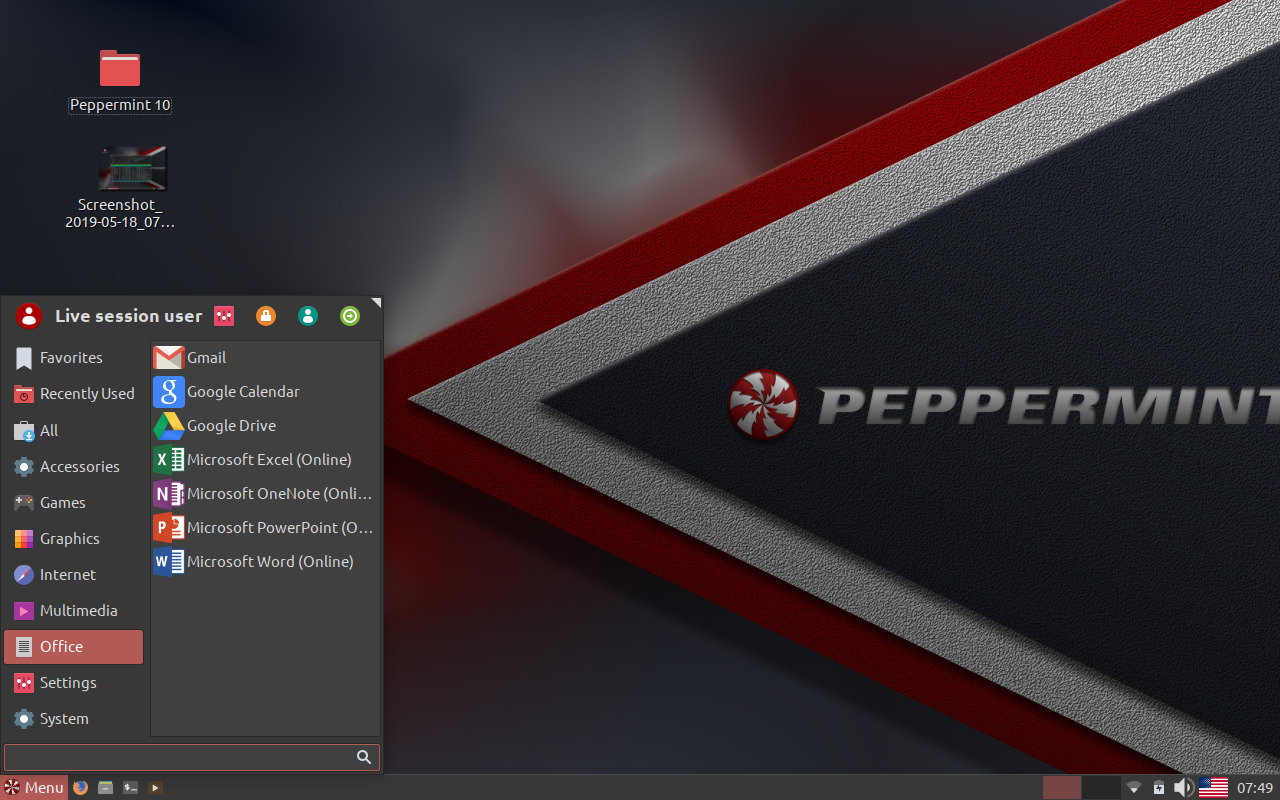 Peppermint 10
Screenshot_
2019-05-18_07...
Live session user
Favorites
Recently Used
All
Accessories
Games
Graphics
Internet
Multimedia
Office
Settings
System
Gmail
Google Calendar
Google Drive
Microsoft Excel (Online)
Microsoft OneNote (Onli...
Microsoft PowerPoint (O...
Microsoft Word (Online)
PEPPERMINT
Menu
07:49